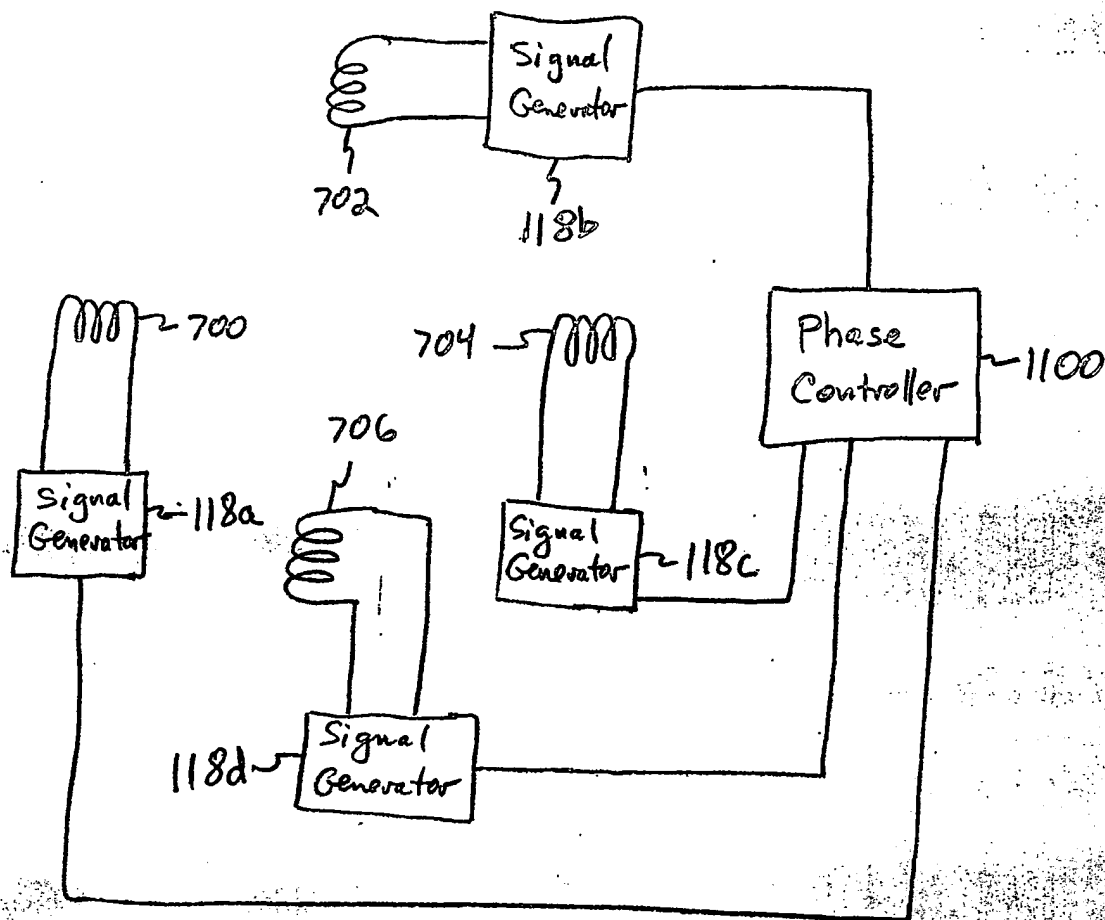 Signal
Generator
702
118b
700
704
Phase
Controller
1100
706
Signal
Generator
118a
Signal
Generator
118c
118d
Signal
Generator